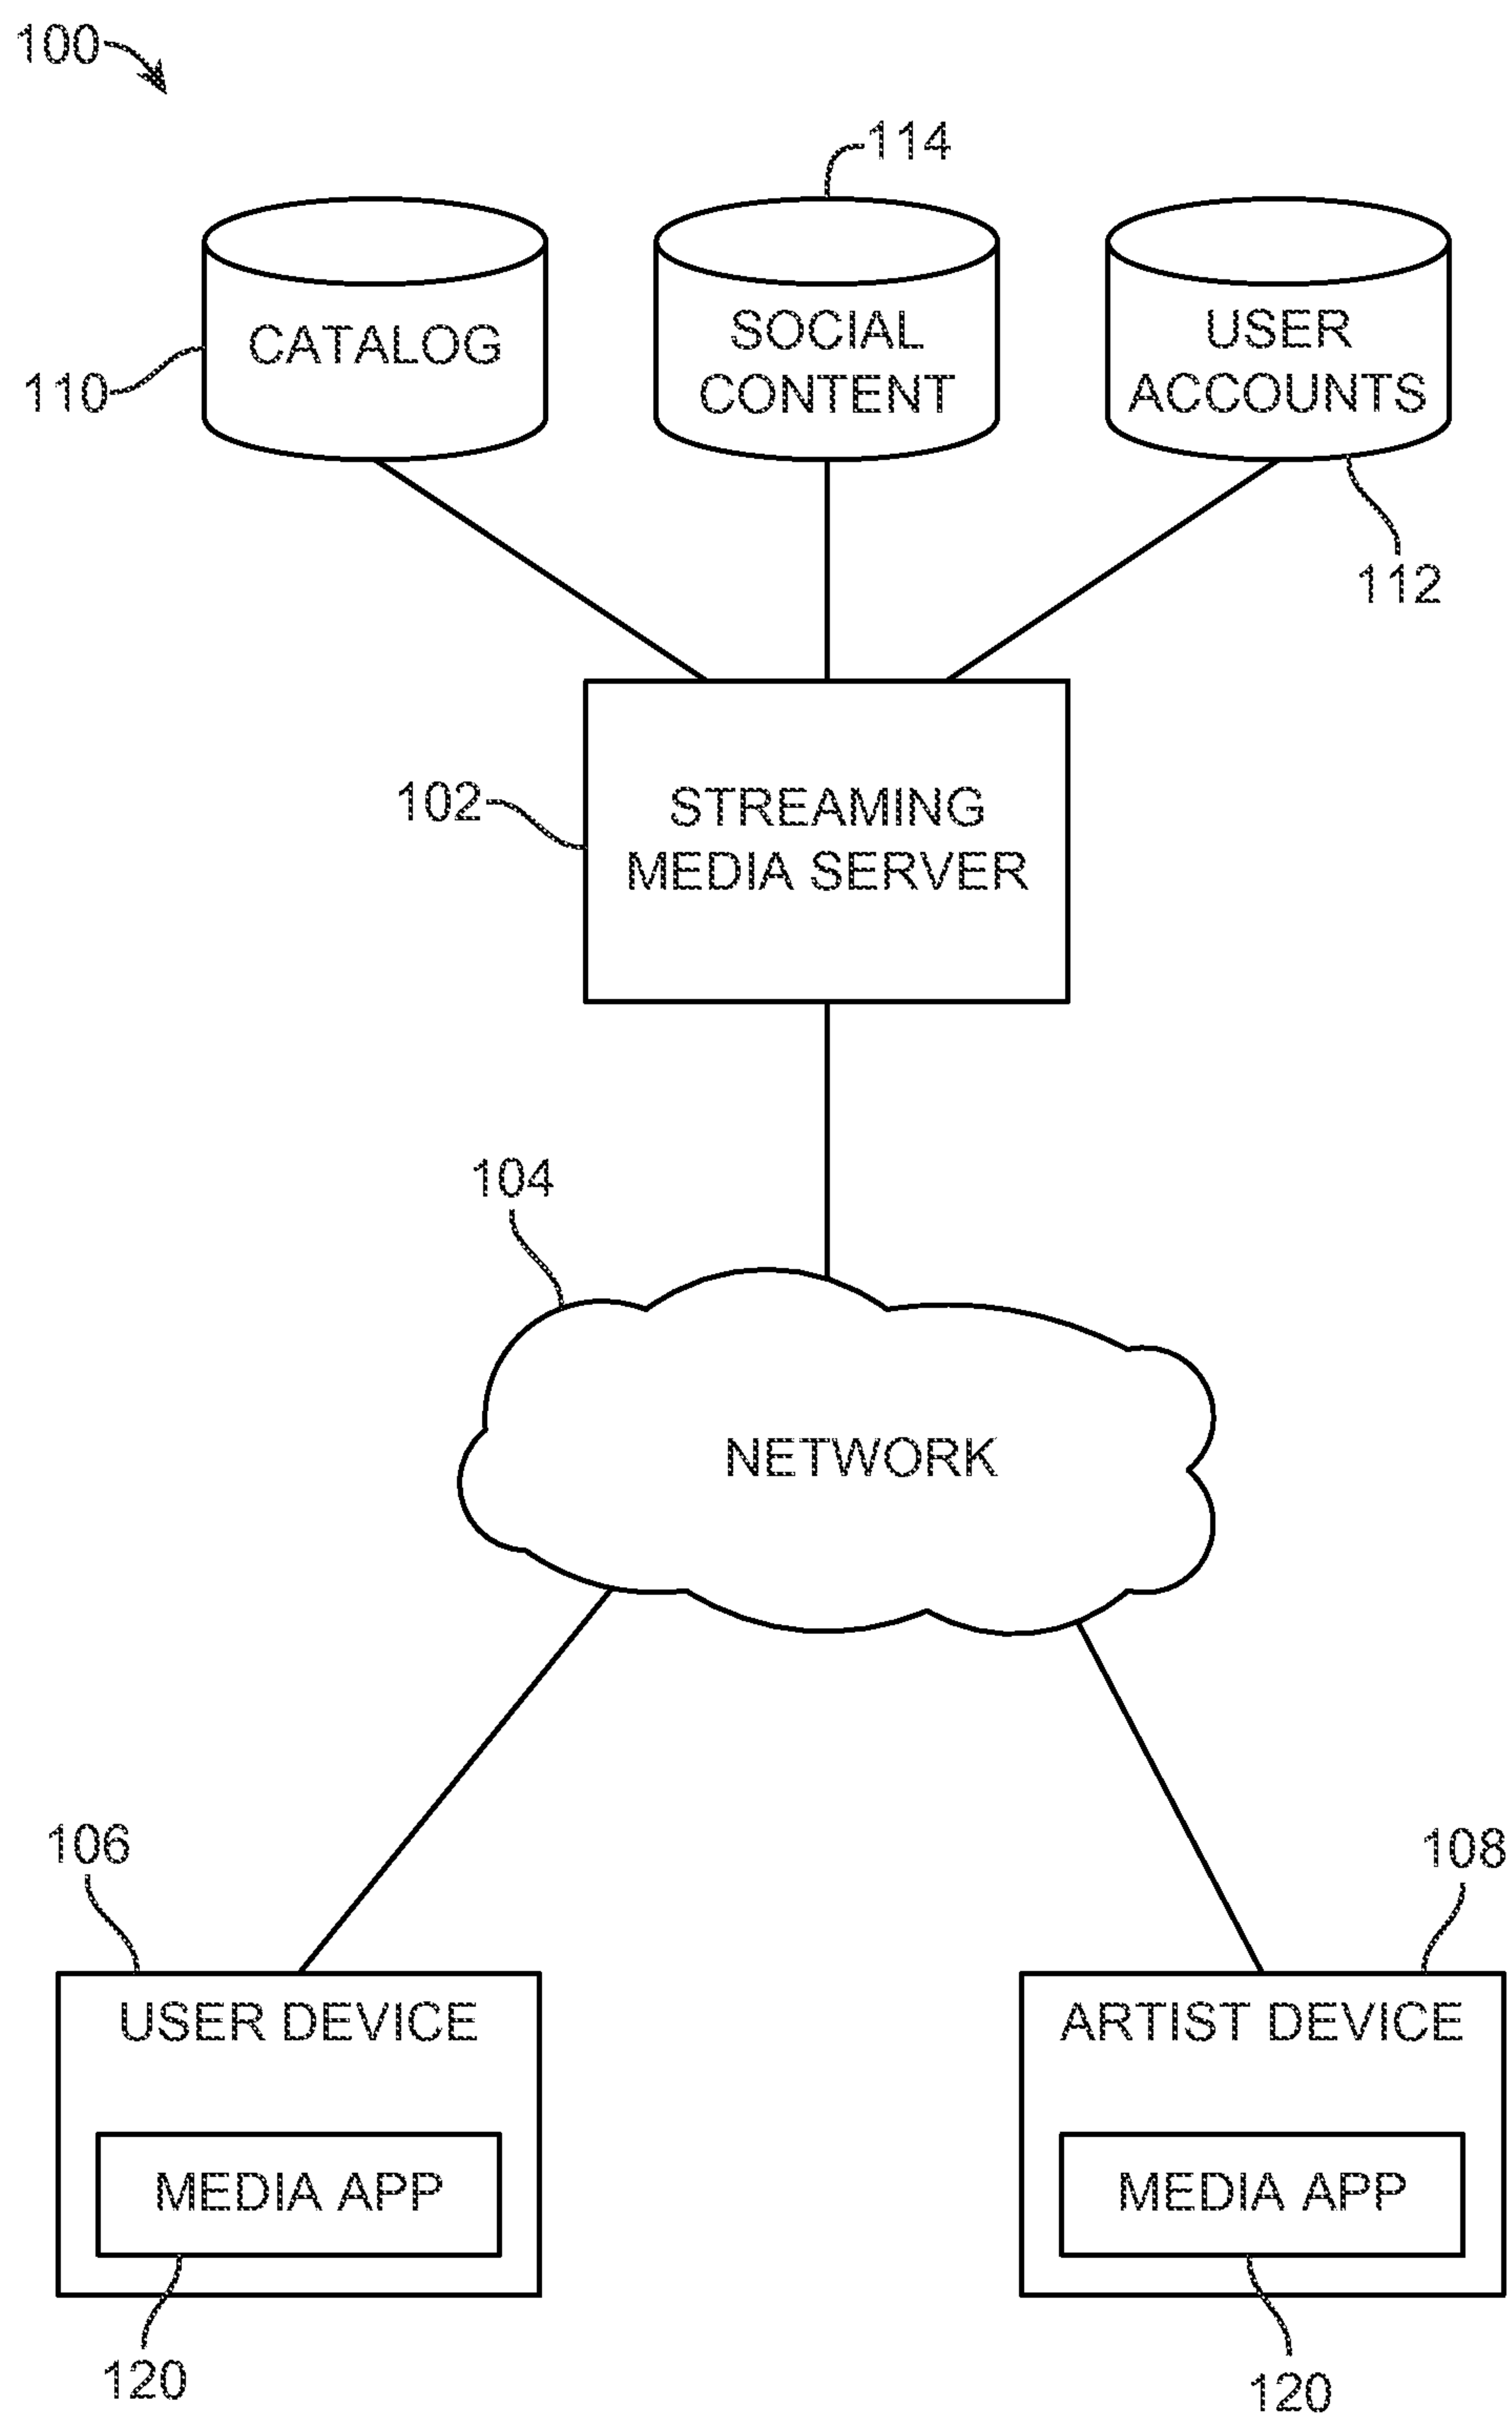 100
114
CATALOG
SOCIAL
CONTENT
USER
ACCOUNTS
110
112
102
STREAMING
MEDIA SERVER
104
NETWORK
106
108
USER DEVICE
ARTIST DEVICE
MEDIA APP
MEDIA APP
120
120